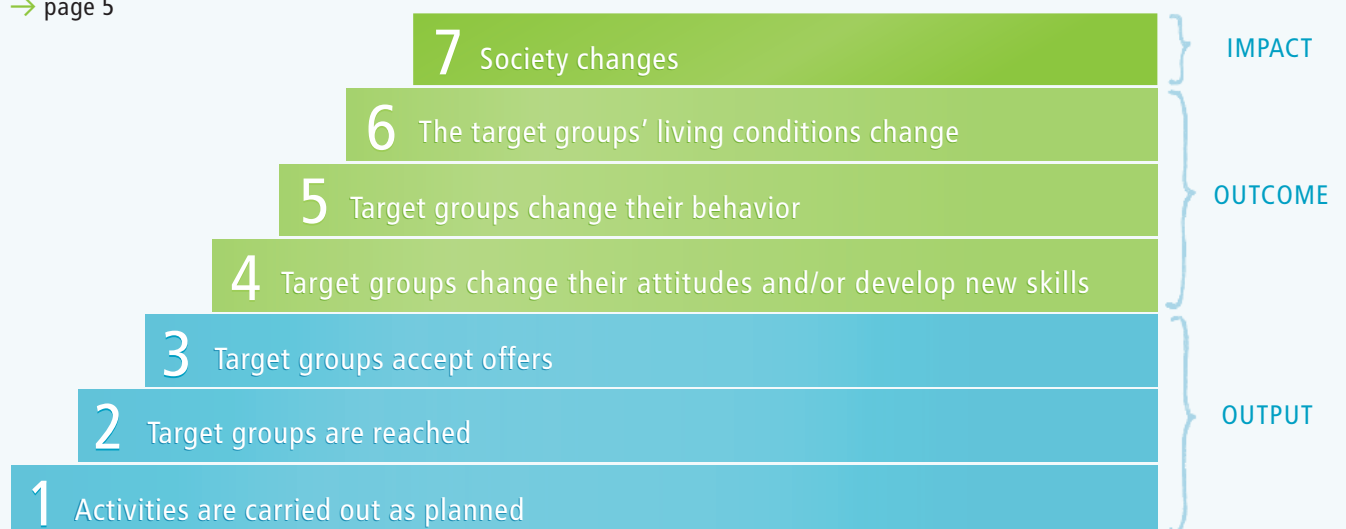 → page 5
7 Society changes
IMPACT
6 The target groups’ living conditions change
5 Target groups change their behavior
OUTCOME
4 Target groups change their attitudes and/or develop new skills
3 Target groups accept offers
2 Target groups are reached
OUTPUT
1 Activities are carried out as planned